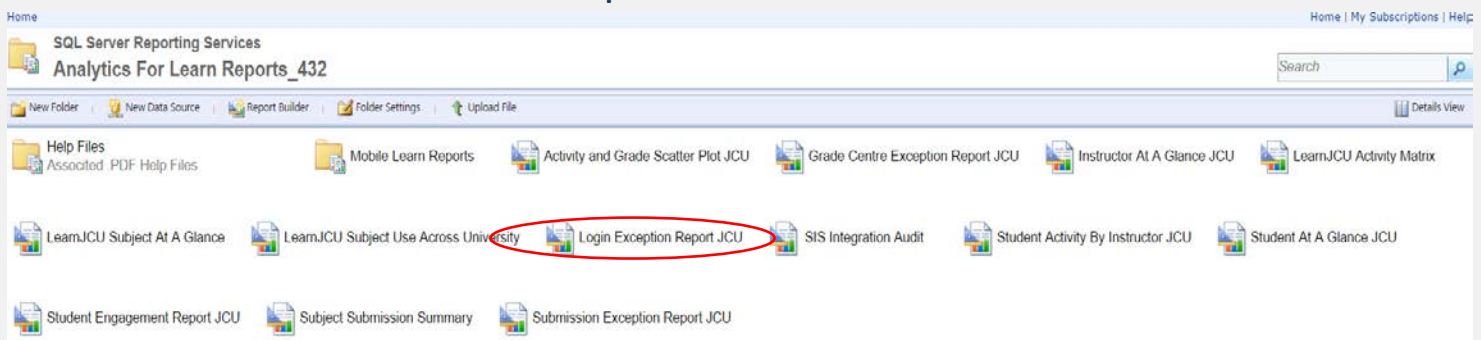 Home
Home | My Subscriptions | Help
SQL Server Reporting Services
Analytics For Learn Reports_432
Search
New Folder | New Data Source | Report Builder | Folder Settings | Upload File
Details View
Help Files
Associted .PDF Help Files
Mobile Learn Reports
Activity and Grade Scatter Plot JCU
Grade Centre Exception Report JCU
Instructor At A Glance JCU
LearnJCU Activity Matrix
LearnJCU Subject At A Glance
LearnJCU Subject Use Across University
Login Exception Report JCU
SIS Integration Audit
Student Activity By Instructor JCU
Student At A Glance JCU
Student Engagement Report JCU
Subject Submission Summary
Submission Exception Report JCU